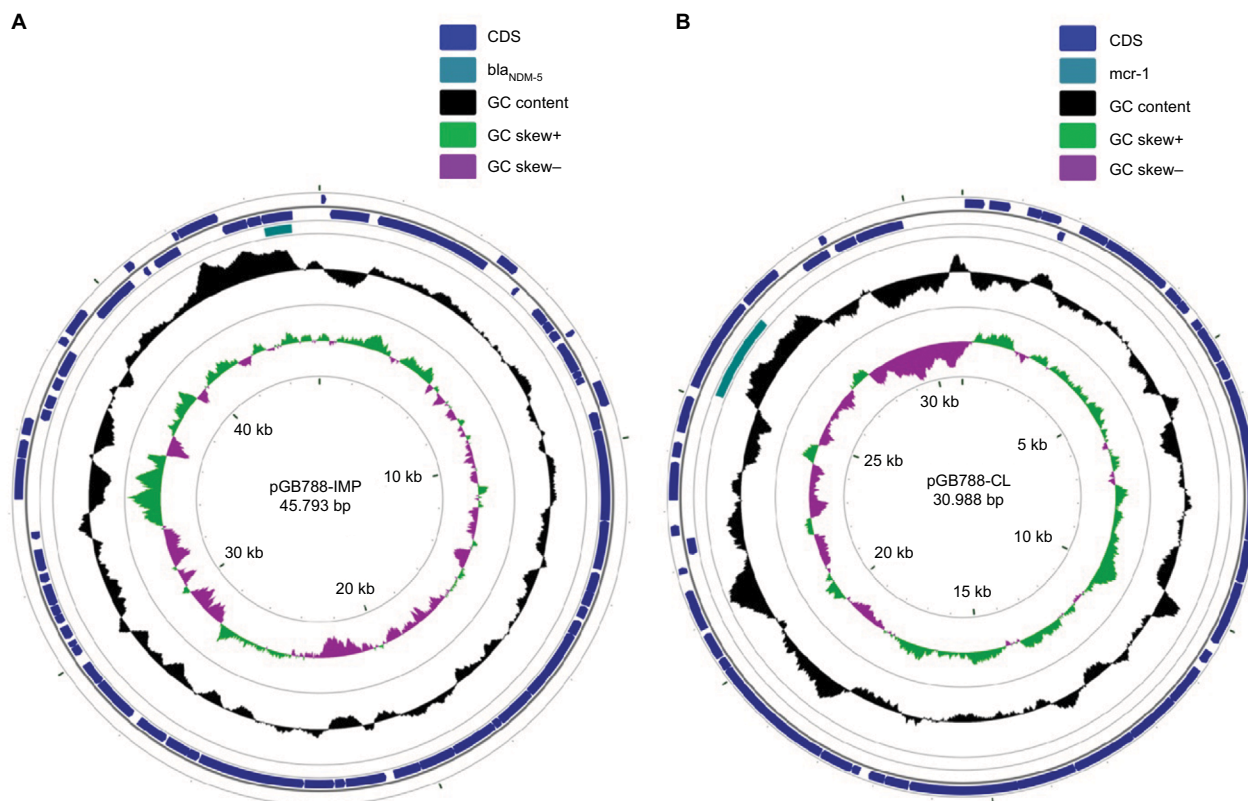 A
CDS
bla NDM-5
GC content
GC skew+
GC skew–
40 kb
10 kb
pGB788-IMP
45.793 bp
30 kb
20 kb
B
CDS
mcr-1
GC content
GC skew+
GC skew–
30 kb
5 kb
25 kb
pGB788-CL
30.988 bp
10 kb
20 kb
15 kb